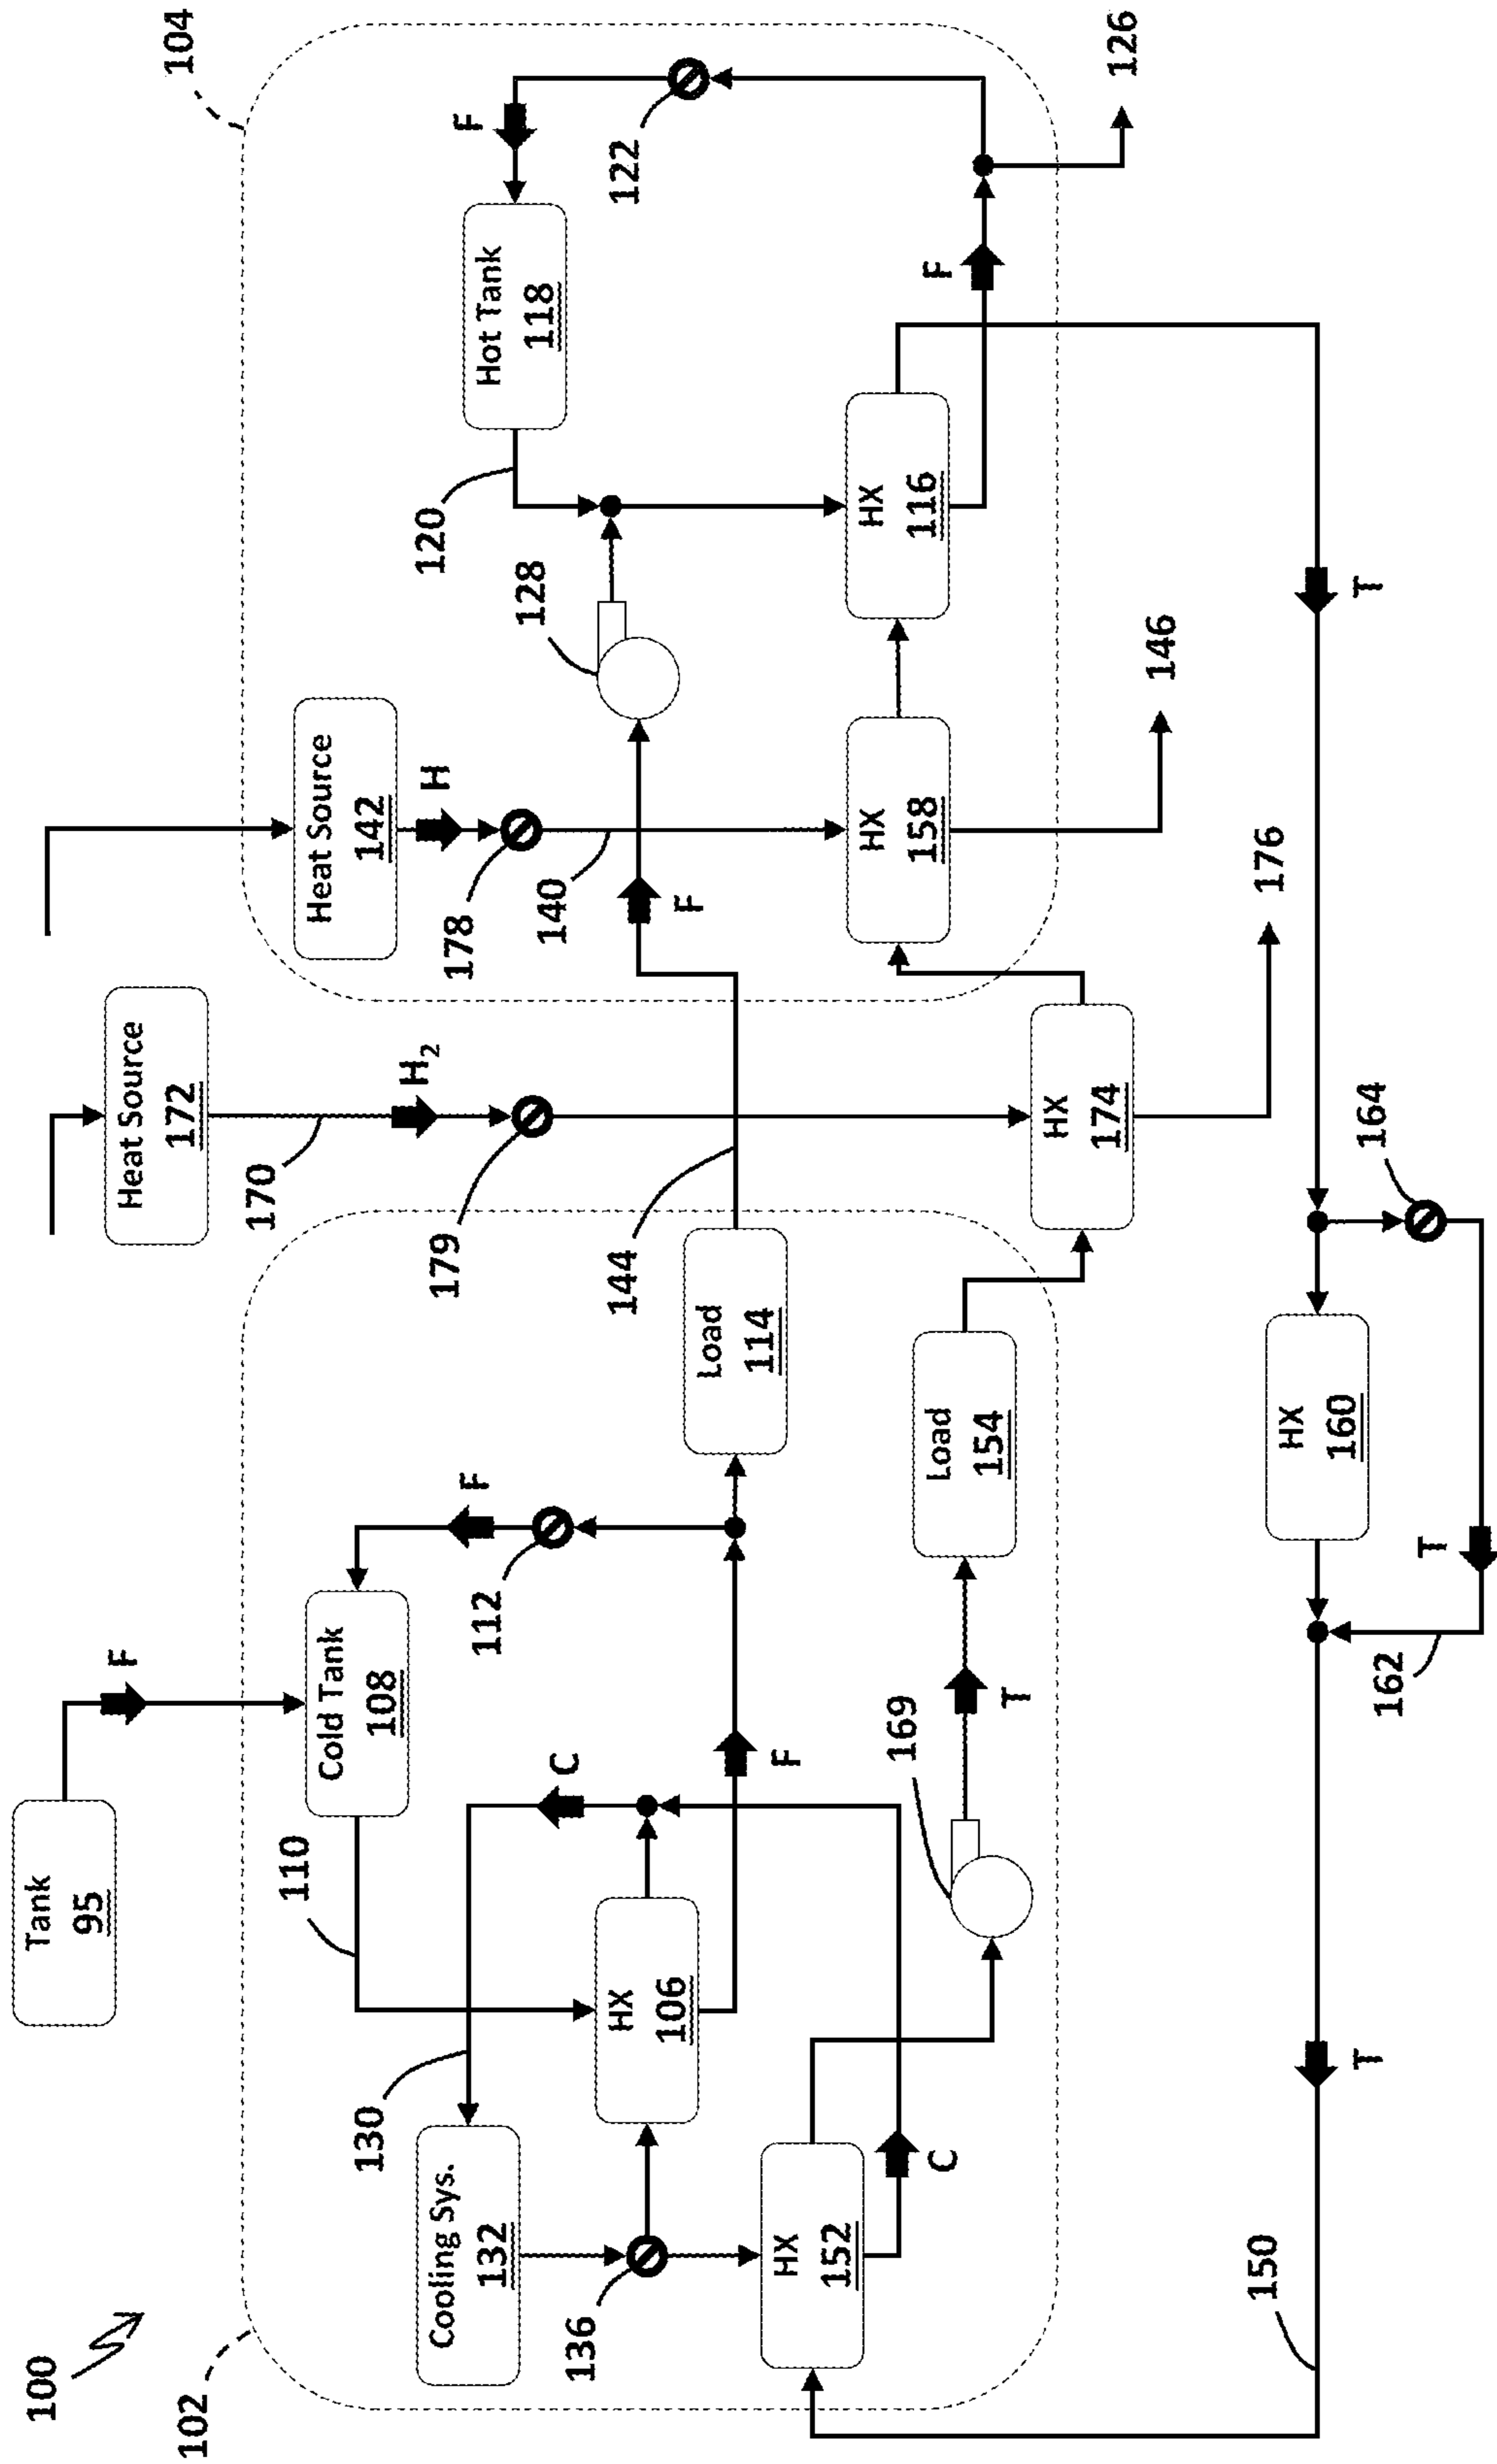 100
102
104
Tank
95
F
Heat Source
172
170
H2
179
Heat Source
142
H
178
140
Cold Tank
108
110
F
112
Cooling Sys.
132
130
136
C
HX
106
F
Load
114
144
F
128
120
Hot Tank
118
F
122
HX
152
C
169
T
Load
154
HX
174
176
HX
158
146
HX
116
F
126
150
T
162
HX
160
T
164
T